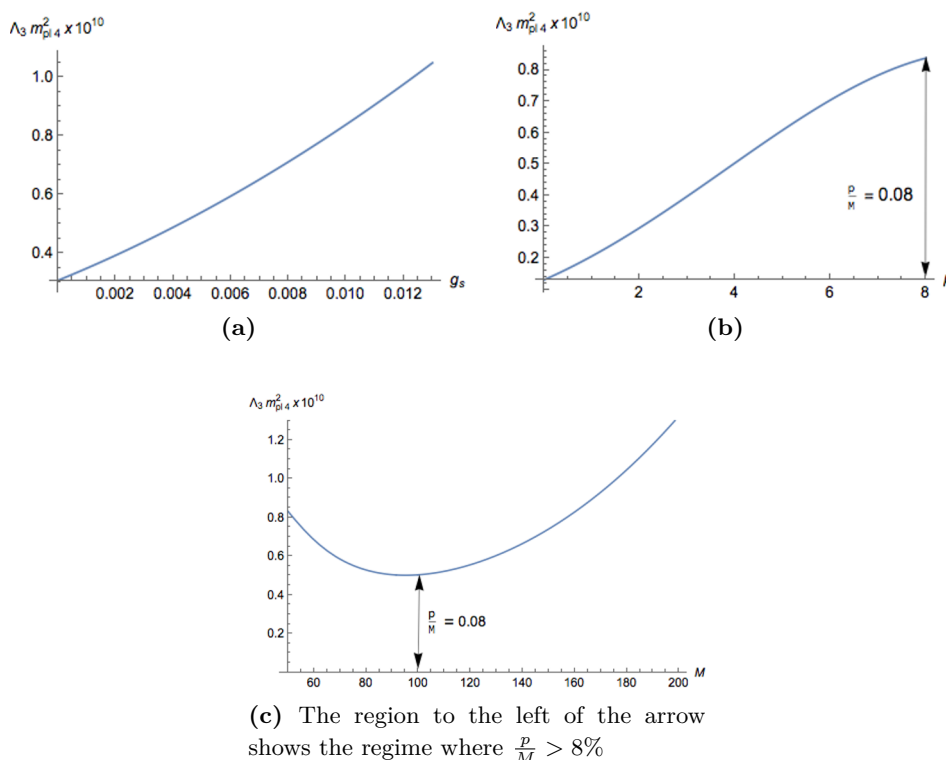 Λ₃ m²ₚₗ ₄ x 10¹⁰
1.0
0.8
0.6
0.4
0.002 0.004 0.006 0.008 0.010 0.012 gₛ
(a)
Λ₃ m²ₚₗ ₄ x 10¹⁰
0.8
0.7
0.6
0.5
0.4
0.3
0.2
p/M = 0.08
2 4 6 8
(b)
Λ₃ m²ₚₗ ₄ x 10¹⁰
1.2
1.0
0.8
0.6
0.4
0.2
p/M = 0.08
60 80 100 120 140 160 180 200 M
(c) The region to the left of the arrow
shows the regime where p/M > 8%